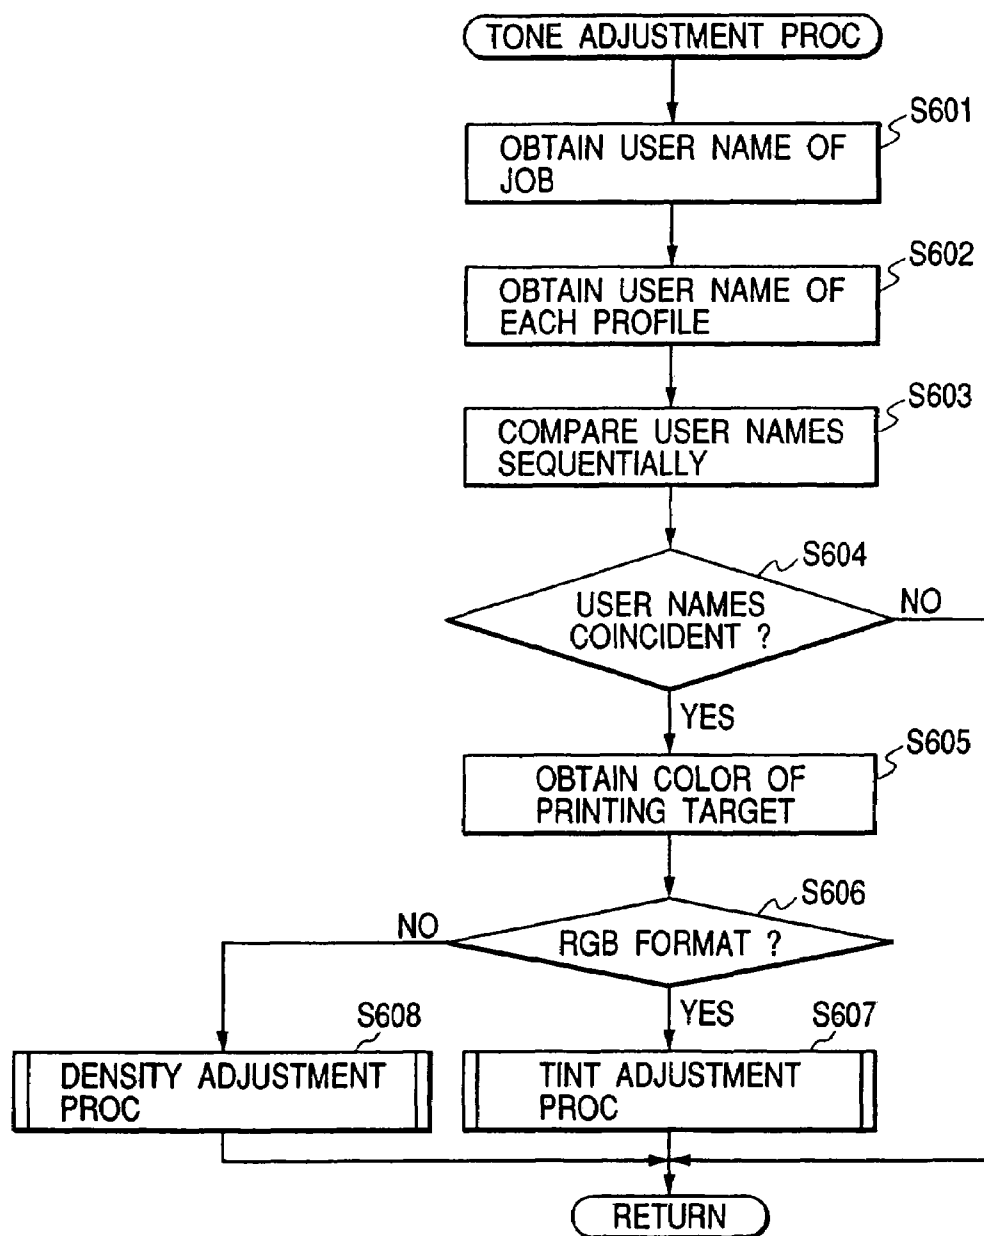 TONE ADJUSTMENT PROC
S601
OBTAIN USER NAME OF
JOB
S602
OBTAIN USER NAME OF
EACH PROFILE
S603
COMPARE USER NAMES
SEQUENTIALLY
S604
USER NAMES
COINCIDENT ?
NO
YES
S605
OBTAIN COLOR OF
PRINTING TARGET
S606
NO
RGB FORMAT ?
YES
S608
DENSITY ADJUSTMENT
PROC
S607
TINT ADJUSTMENT
PROC
RETURN